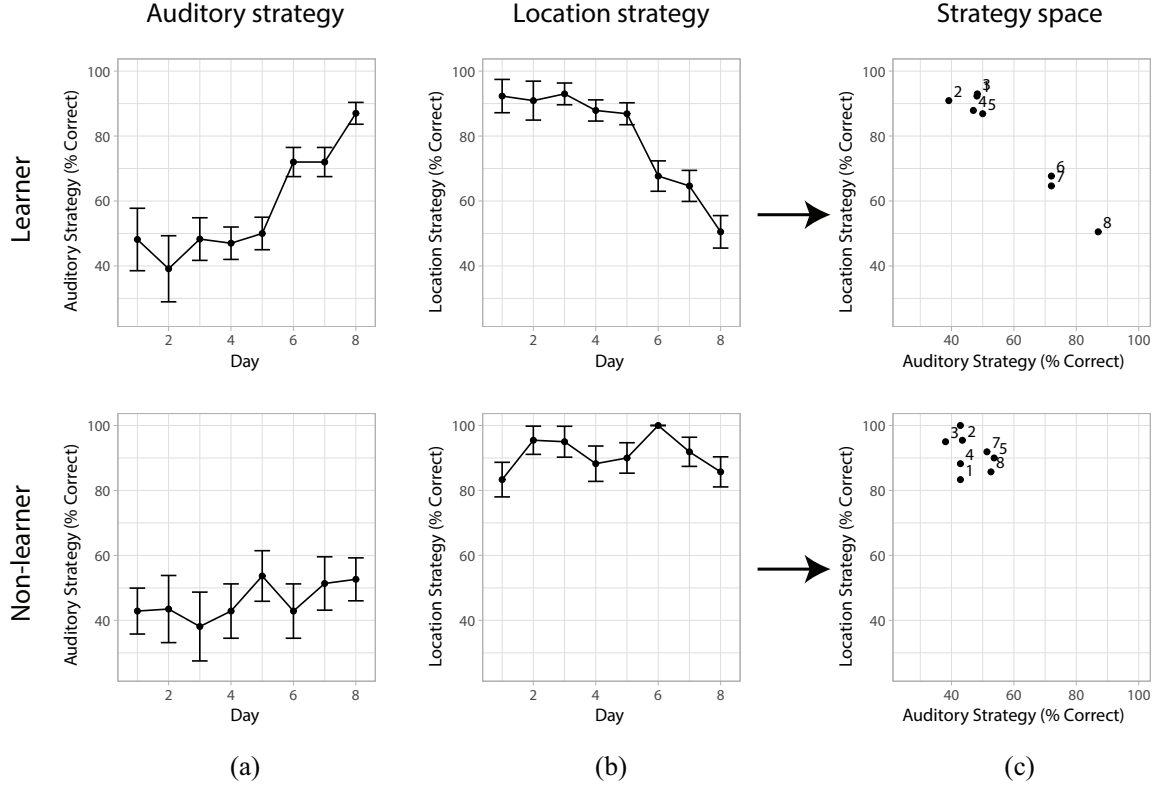 Auditory strategy
Location strategy
Strategy space
Learner
Auditory Strategy (% Correct)
100
80
60
40
2 4 6 8
Day
Location Strategy (% Correct)
100
80
60
40
2 4 6 8
Day
Location Strategy (% Correct)
100
80
60
40
2
3
1
4
5
6
7
8
40 60 80 100
Auditory Strategy (% Correct)
Non-learner
Auditory Strategy (% Correct)
100
80
60
40
2 4 6 8
Day
Location Strategy (% Correct)
100
80
60
40
2 4 6 8
Day
Location Strategy (% Correct)
100
80
60
40
3
2
7
5
4
8
1
40 60 80 100
Auditory Strategy (% Correct)
(a)
(b)
(c)